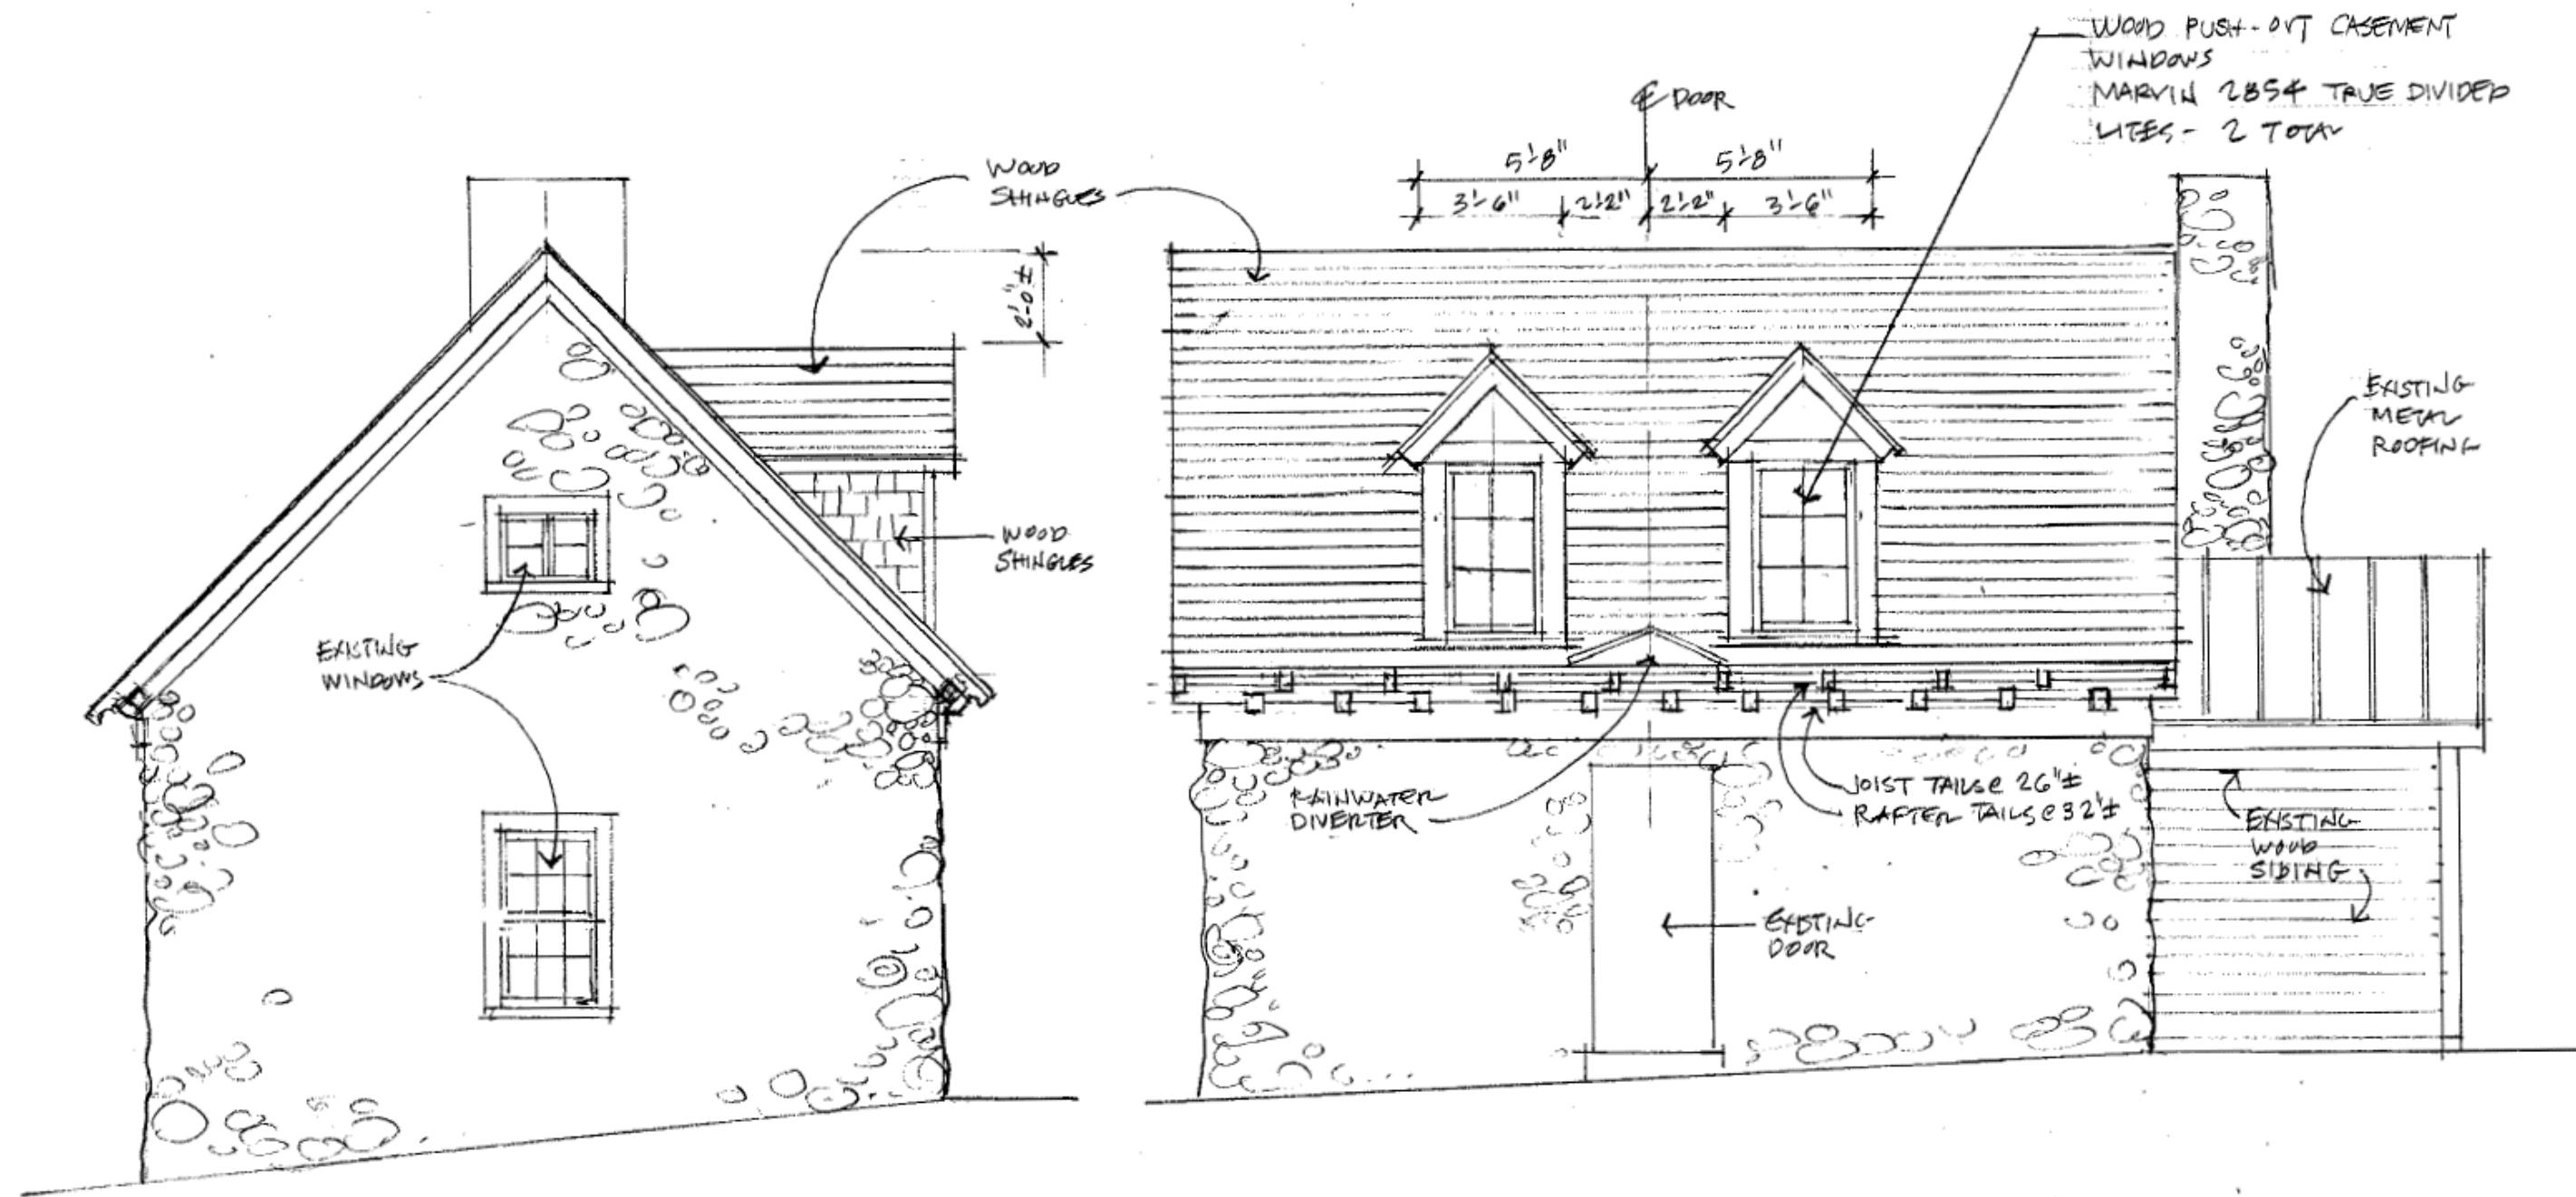 WOOD PUSH-OUT CASEMENT
WINDOWS
MARVIN 2854 TRUE DIVIDED
LITES - 2 TOTAL
℄ DOOR
5'-8" 5'-8"
3'-6" 2'-2" 2'-2" 3'-6"
WOOD
SHINGLES
2'-0"±
EXISTING
METAL
ROOFING
WOOD
SHINGLES
EXISTING
WINDOWS
RAINWATER
DIVERTER
JOIST TAILS @ 26"±
RAFTER TAILS @ 32"±
EXISTING
WOOD
SIDING
EXISTING
DOOR